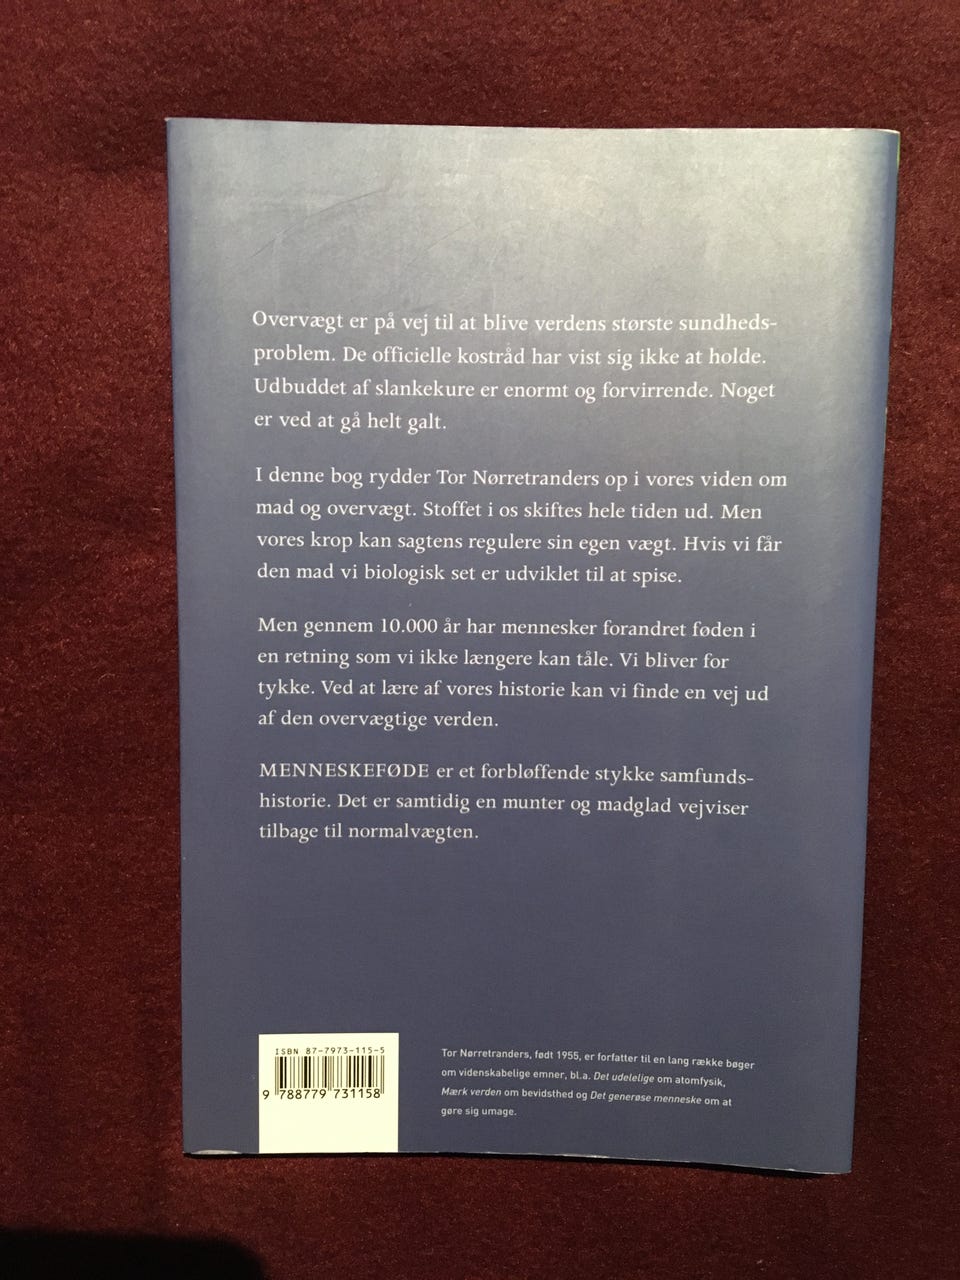 Overvægt er på vej til at blive verdens største sundheds-
problem. De officielle kostråd har vist sig ikke at holde.
Udbuddet af slankekure er enormt og forvirrende. Noget
er ved at gå helt galt.
I denne bog rydder Tor Nørretranders op i vores viden om
mad og overvægt. Stoffet i os skiftes hele tiden ud. Men
vores krop kan sagtens regulere sin egen vægt. Hvis vi får
den mad vi biologisk set er udviklet til at spise.
Men gennem 10.000 år har mennesker forandret føden i
en retning som vi ikke længere kan tåle. Vi bliver for
tykke. Ved at lære af vores historie kan vi finde en vej ud
af den overvægtige verden.
MENNESKEFØDE er et forbløffende stykke samfunds-
historie. Det er samtidig en munter og madglad vejviser
tilbage til normalvægten.
ISBN 87-7973-115-5
9 788779 731158
Tor Nørretranders, født 1955, er forfatter til en lang række bøger
om videnskabelige emner, bl.a. Det udelelige om atomfysik,
Mærk verden om bevidsthed og Det generøse menneske om at
gøre sig umage.